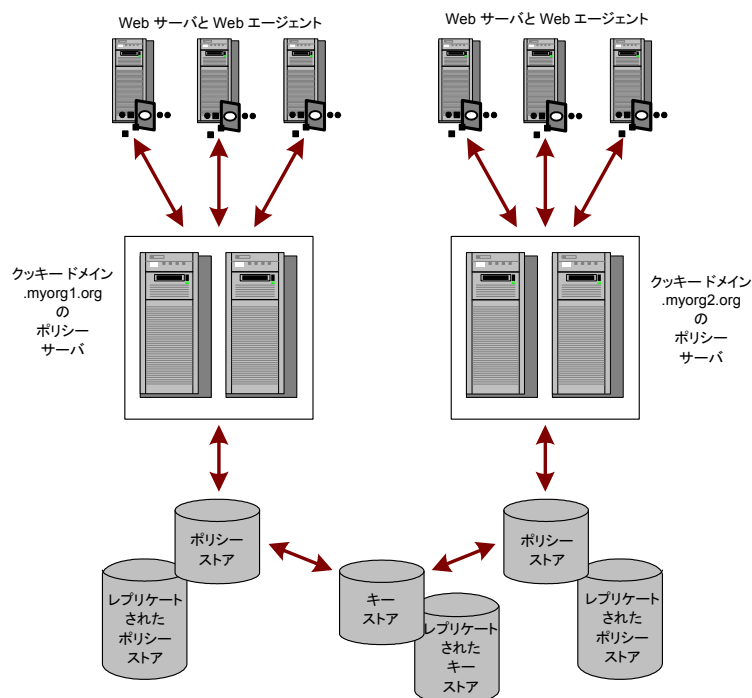 Web サーバと Web エージェント
Web サーバと Web エージェント
クッキードメイン
.myorg1.org
の
ポリシー
サーバ
クッキードメイン
.myorg2.org
の
ポリシー
サーバ
ポリシー
ストア
レプリケート
された
ポリシー
ストア
キー
ストア
レプリケート
された
キー
ストア
ポリシー
ストア
レプリケート
された
ポリシー
ストア